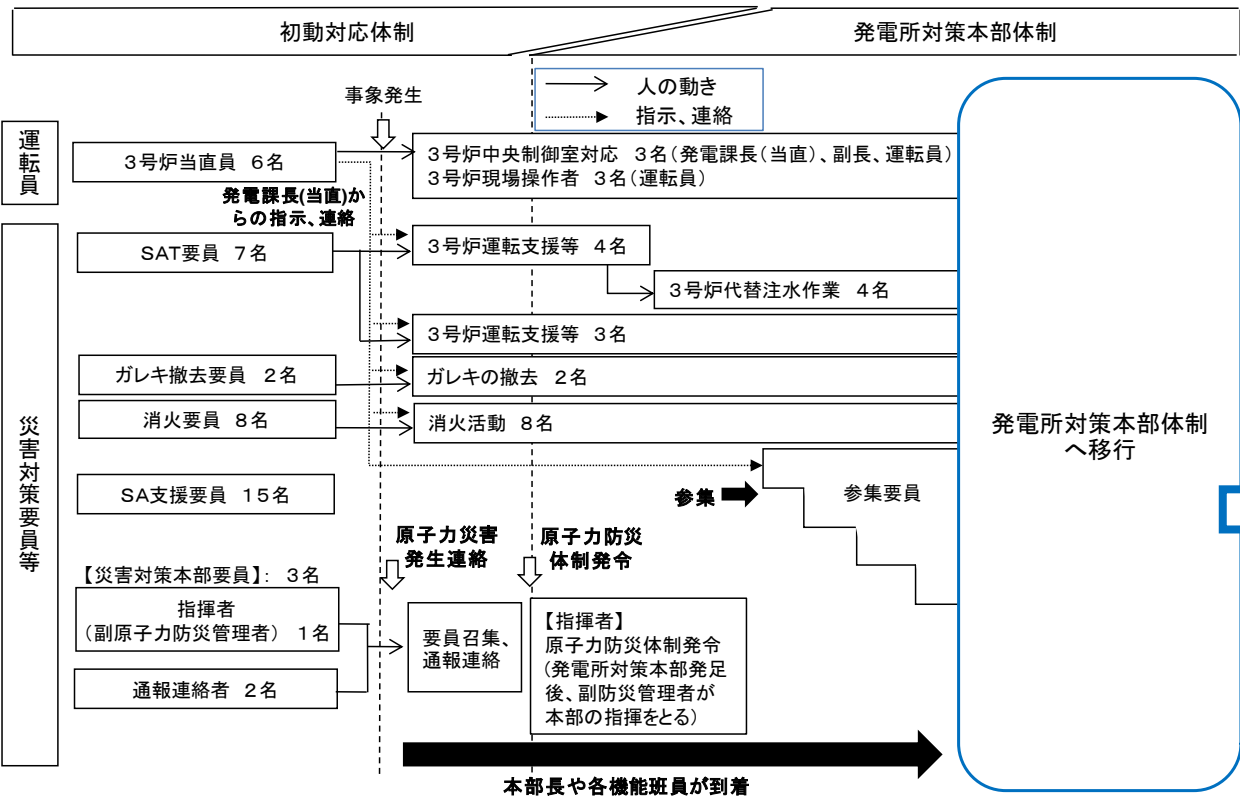 初動対応体制
発電所対策本部体制
人の動き
指示、連絡
事象発生
運転員
3号炉当直員 6名
3号炉中央制御室対応 3名(発電課長(当直)、副長、運転員)
3号炉現場操作者 3名(運転員)
発電課長(当直)か
らの指示、連絡
災害対策要員等
SAT要員 7名
3号炉運転支援等 4名
3号炉代替注水作業 4名
3号炉運転支援等 3名
ガレキ撤去要員 2名
ガレキの撤去 2名
消火要員 8名
消火活動 8名
発電所対策本部体制
へ移行
SA支援要員 15名
参集
参集要員
原子力災害
発生連絡
原子力防災
体制発令
【災害対策本部要員】: 3名
指揮者
(副原子力防災管理者) 1名
通報連絡者 2名
要員召集、
通報連絡
【指揮者】
原子力防災体制発令
(発電所対策本部発足
後、副防災管理者が
本部の指揮をとる)
本部長や各機能班員が到着